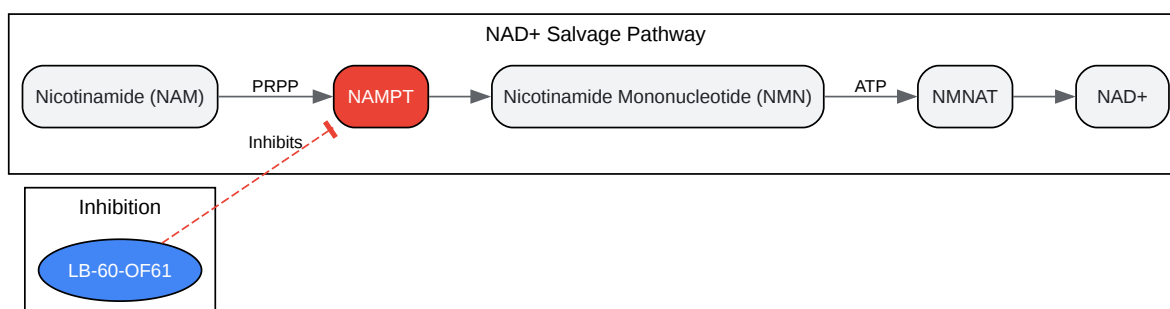 NAD+ Salvage Pathway
Nicotinamide (NAM)
PRPP
NAMPT
Nicotinamide Mononucleotide (NMN)
ATP
NMNAT
NAD+
Inhibits
Inhibition
LB-60-OF61